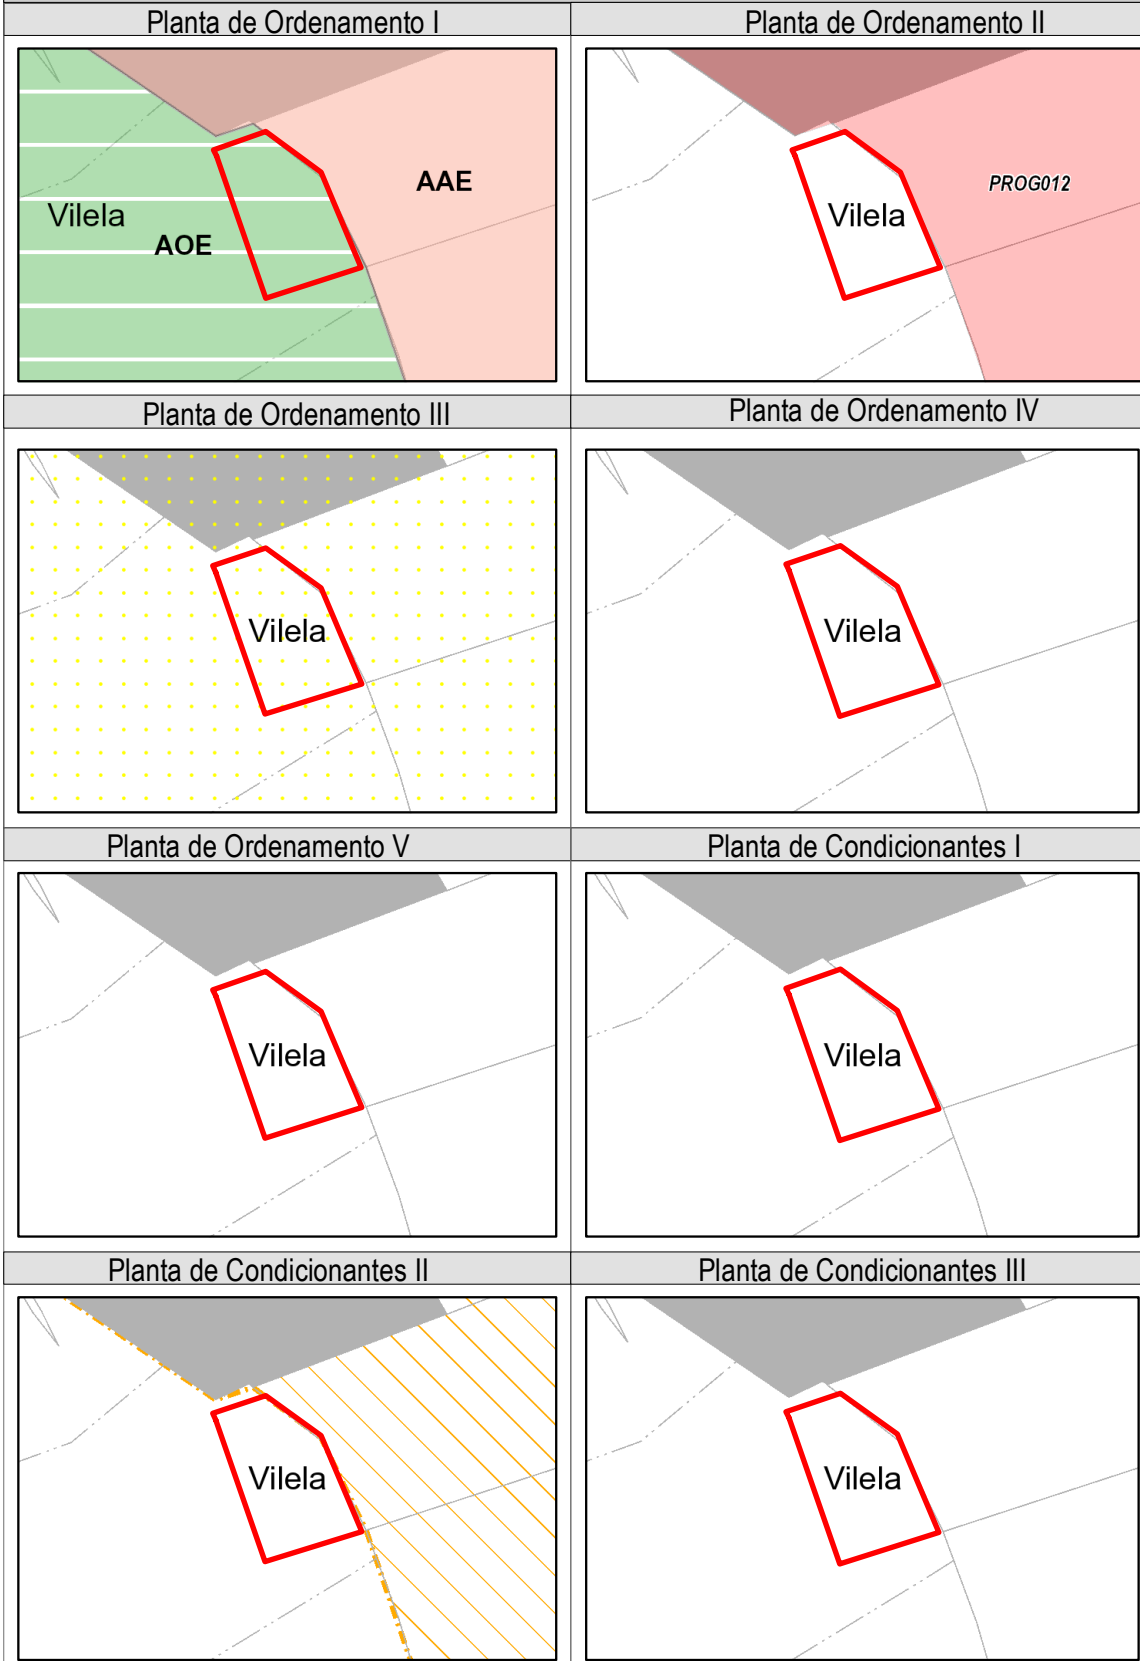 Planta de Ordenamento I
Planta de Ordenamento II
Vilela
AOE
AAE
Vilela
PROG012
Planta de Ordenamento III
Planta de Ordenamento IV
Vilela
Vilela
Planta de Ordenamento V
Planta de Condicionantes I
Vilela
Vilela
Planta de Condicionantes II
Planta de Condicionantes III
Vilela
Vilela